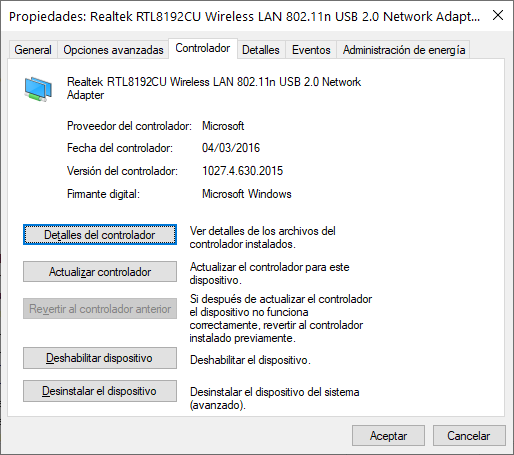 Propiedades: Realtek RTL8192CU Wireless LAN 802.11n USB 2.0 Network Adapt...
General
Opciones avanzadas
Controlador
Detalles
Eventos
Administración de energía
Realtek RTL8192CU Wireless LAN 802.11n USB 2.0 Network
Adapter
Proveedor del controlador: Microsoft
Fecha del controlador: 04/03/2016
Versión del controlador: 1027.4.630.2015
Firmante digital: Microsoft Windows
Detalles del controlador
Ver detalles de los archivos del
controlador instalados.
Actualizar controlador
Actualizar el controlador para este
dispositivo.
Revertir al controlador anterior
Si después de actualizar el controlador
el dispositivo no funciona
correctamente, revertir al controlador
instalado previamente.
Deshabilitar dispositivo
Deshabilitar el dispositivo.
Desinstalar el dispositivo
Desinstalar el dispositivo del sistema
(avanzado).
Aceptar
Cancelar